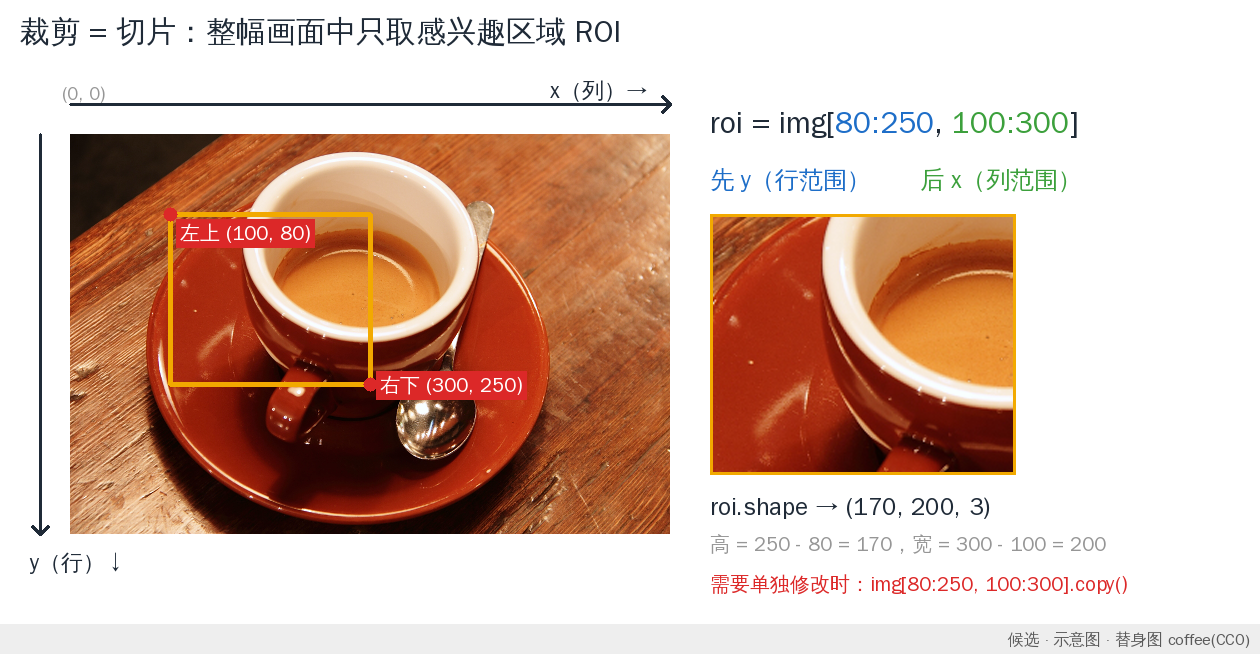 裁剪 = 切片：整幅画面中只取感兴趣区域 ROI
(0, 0)
x（列）→
左上 (100, 80)
右下 (300, 250)
y（行）↓
roi = img[80:250, 100:300]
先 y（行范围）
后 x（列范围）
roi.shape → (170, 200, 3)
高 = 250 - 80 = 170，宽 = 300 - 100 = 200
需要单独修改时：img[80:250, 100:300].copy()
候选 · 示意图 · 替身图 coffee(CC0)